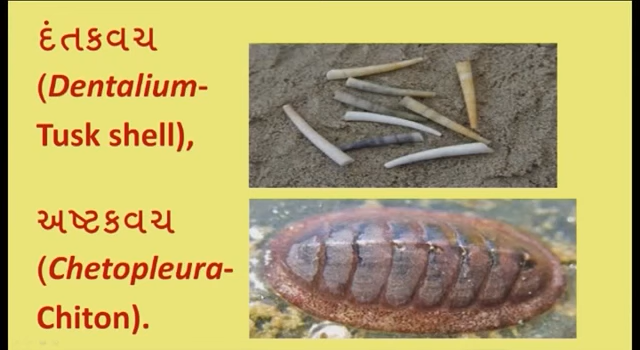 દંતકવચ
(Dentalium-
Tusk shell),
અષ્ટકવચ
(Chetopleura-
Chiton).